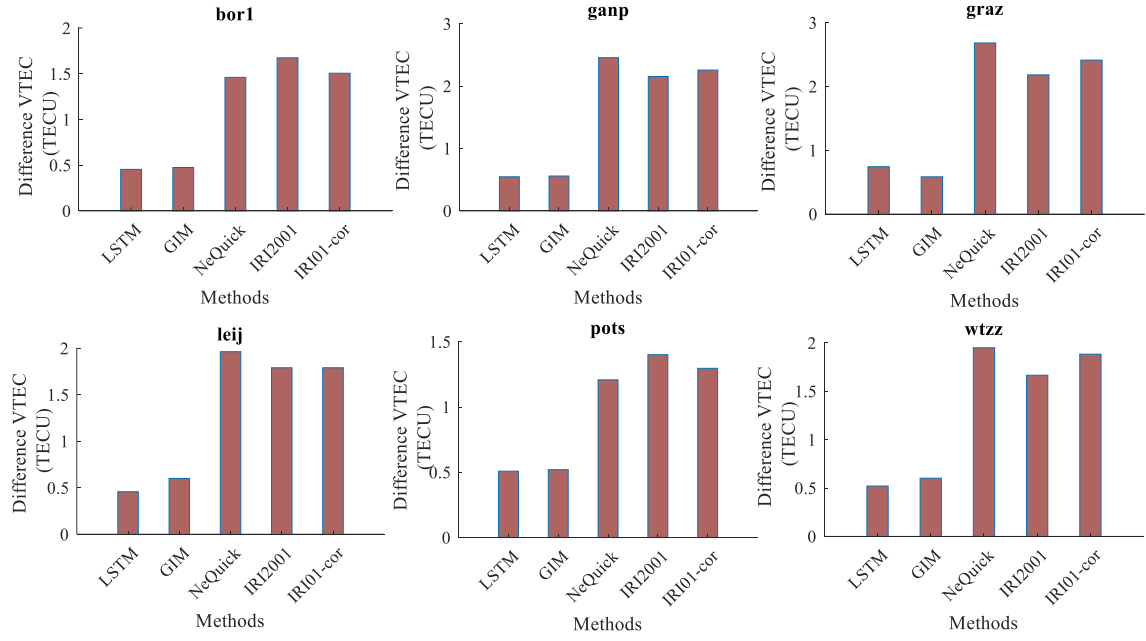 bor1
2
1.5
1
0.5
0
Difference VTEC
(TECU)
LSTM
GIM
NeQuick
IRI2001
IRI01-cor
Methods
ganp
3
2
1
0
Difference VTEC
(TECU)
LSTM
GIM
NeQuick
IRI2001
IRI01-cor
Methods
graz
3
2
1
0
Difference VTEC
(TECU)
LSTM
GIM
NeQuick
IRI2001
IRI01-cor
Methods
leij
2
1.5
1
0.5
0
Difference VTEC
(TECU)
LSTM
GIM
NeQuick
IRI2001
IRI01-cor
Methods
pots
1.5
1
0.5
0
Difference VTEC
(TECU)
LSTM
GIM
NeQuick
IRI2001
IRI01-cor
Methods
wtzz
2
1.5
1
0.5
0
Difference VTEC
(TECU)
LSTM
GIM
NeQuick
IRI2001
IRI01-cor
Methods